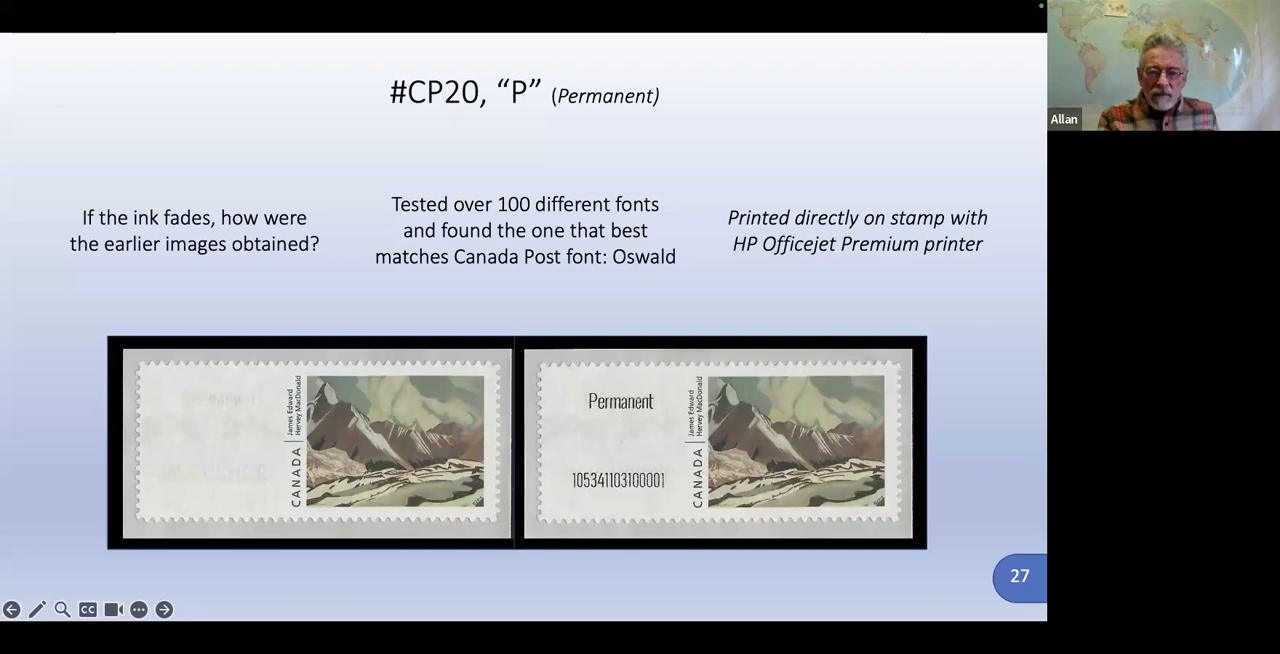 #CP20, “P” (Permanent)
If the ink fades, how were
the earlier images obtained?
Tested over 100 different fonts
and found the one that best
matches Canada Post font: Oswald
Printed directly on stamp with
HP Officejet Premium printer
CANADA
James Edward
Hervey MacDonald
Permanent
105341103100001
CANADA
James Edward
Hervey MacDonald
27
CC
Allan